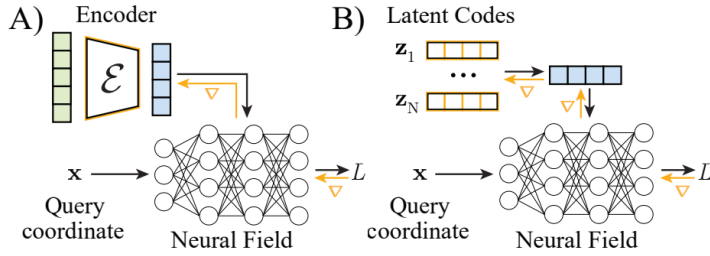 A)
Encoder
ℰ
∇
x
L
∇
Query
coordinate
Neural Field
B)
Latent Codes
z1
...
zN
∇
∇
x
L
∇
Query
coordinate
Neural Field